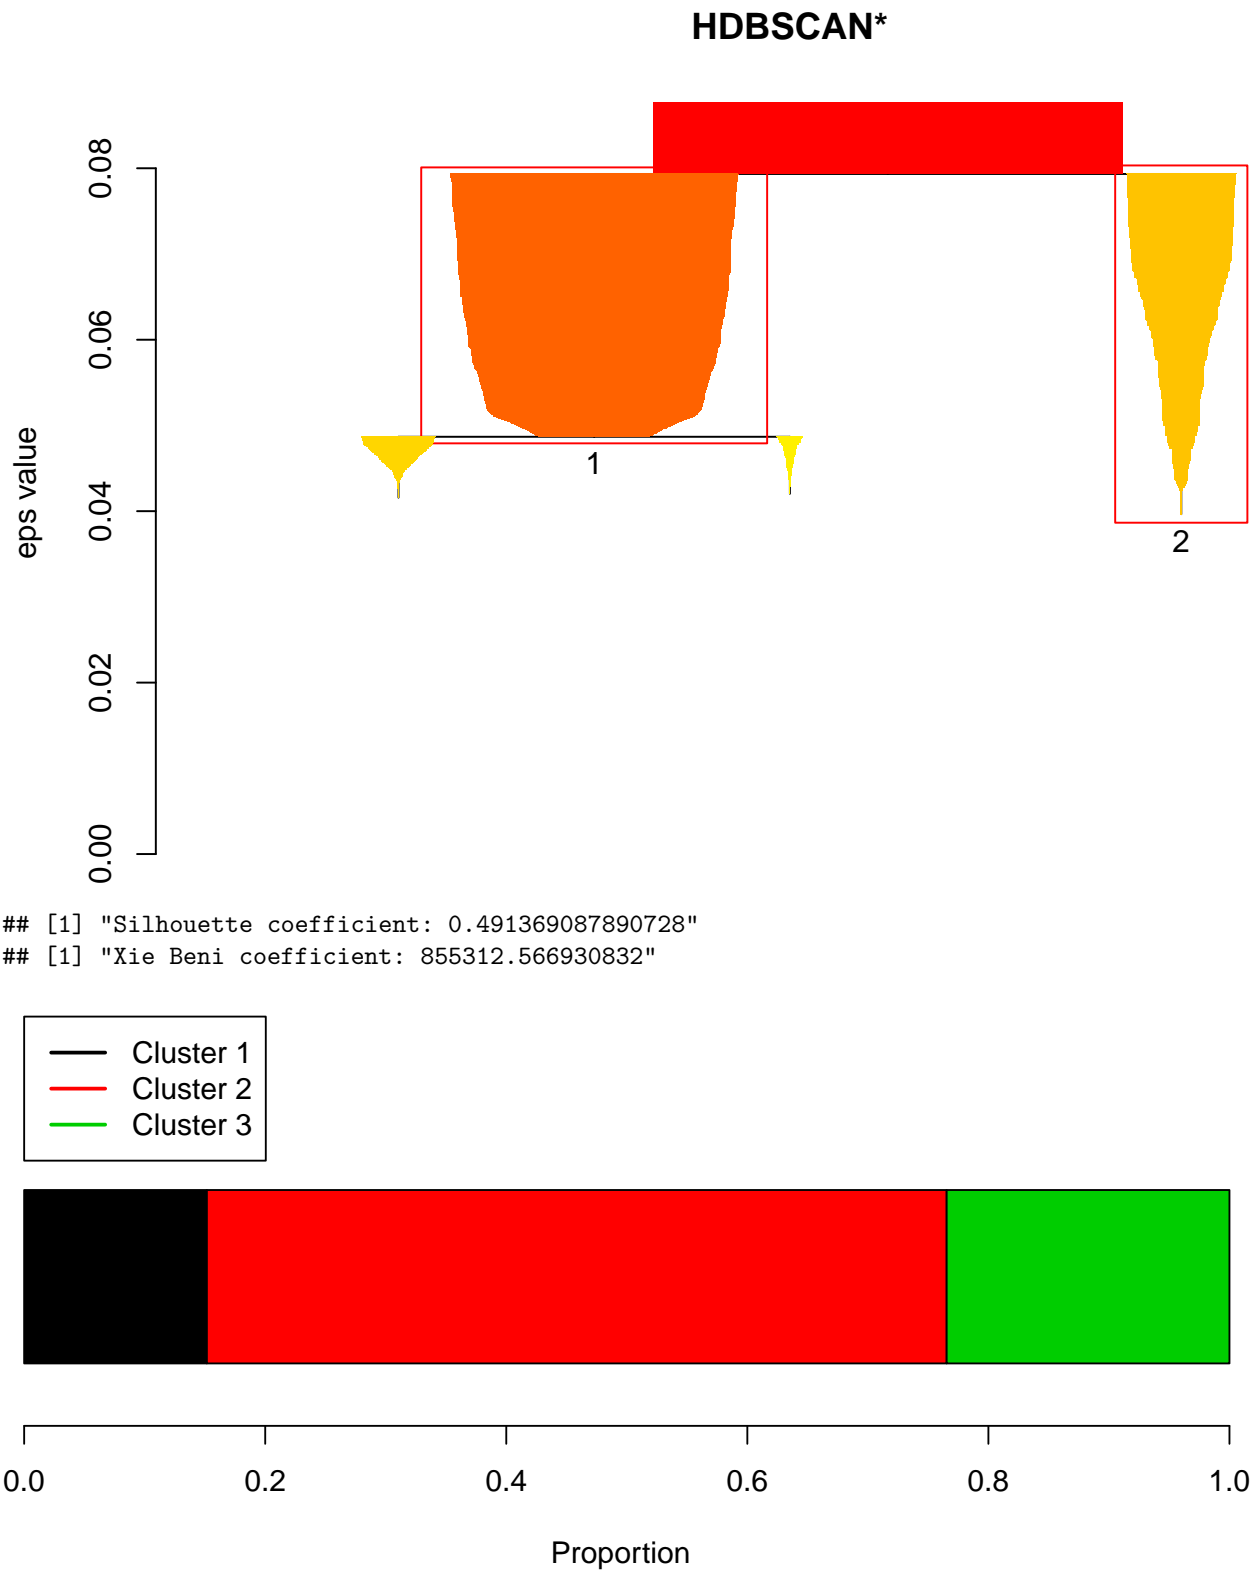 HDBSCAN*
0.08
0.06
0.04
0.02
0.00
eps value
1
2
## [1] "Silhouette coefficient: 0.491369087890728"
## [1] "Xie Beni coefficient: 855312.566930832"
Cluster 1
Cluster 2
Cluster 3
0.0 0.2 0.4 0.6 0.8 1.0
Proportion